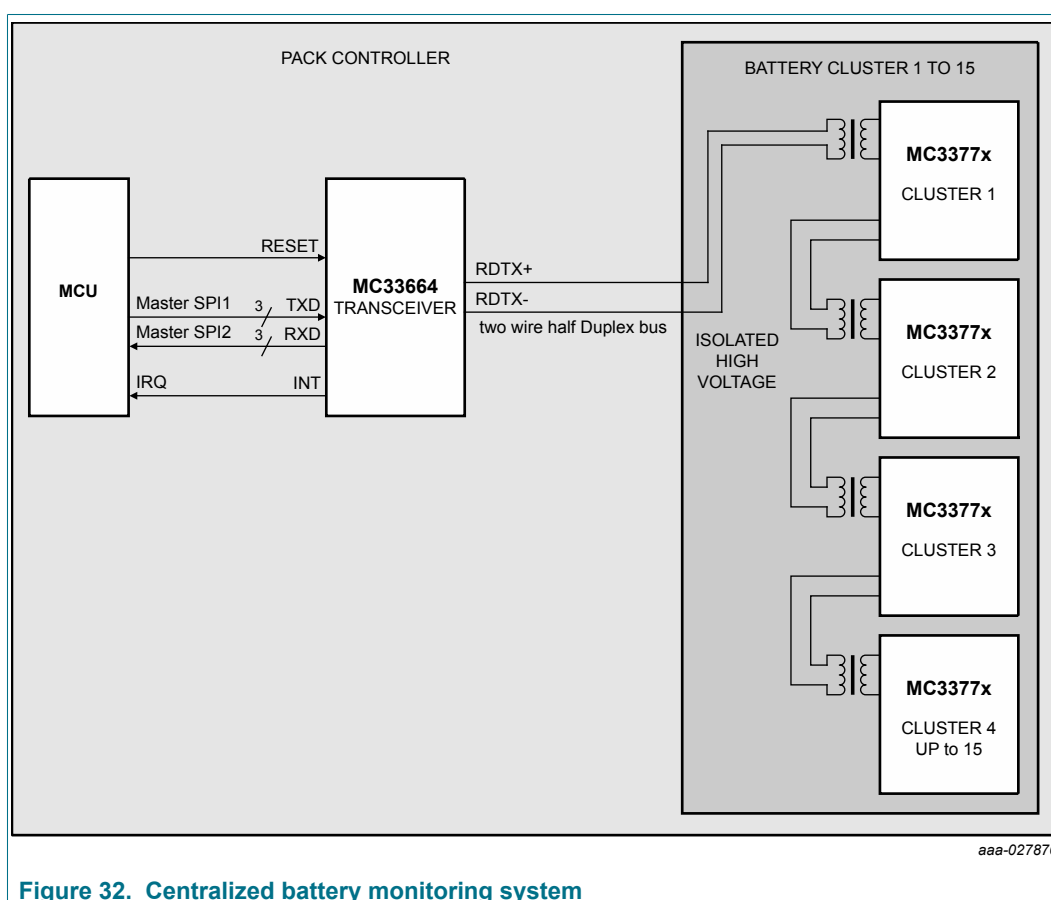 PACK CONTROLLER
BATTERY CLUSTER 1 TO 15
MCU
RESET
Master SPI1
3
TXD
Master SPI2
3
RXD
IRQ
INT
MC33664
TRANSCEIVER
RDTX+
RDTX-
two wire half Duplex bus
ISOLATED
HIGH
VOLTAGE
MC3377x
CLUSTER 1
MC3377x
CLUSTER 2
MC3377x
CLUSTER 3
MC3377x
CLUSTER 4
UP to 15
aaa-027876
Figure 32. Centralized battery monitoring system